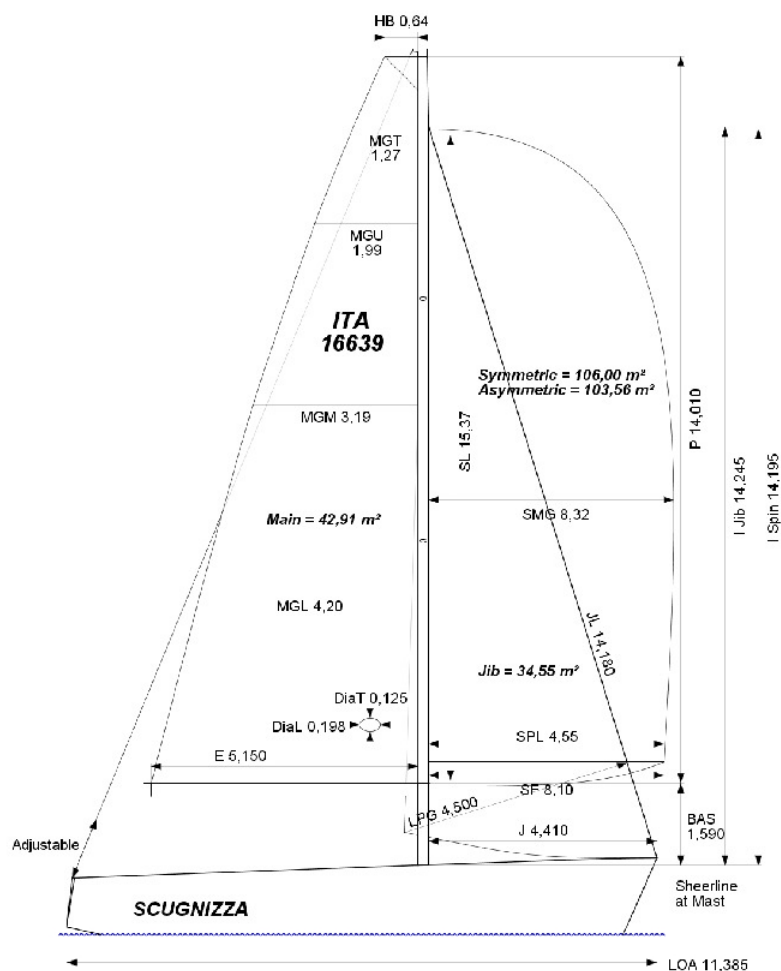 HB 0,64
MGT
1,27
MGU
1,99
ITA
16639
MGM 3,19
Main = 42,91 m²
MGL 4,20
DiaT 0,125
DiaL 0,198
E 5,150
Adjustable
SCUGNIZZA
0
0
Symmetric = 106,00 m²
Asymmetric = 103,56 m²
SL 15,37
SMG 8,32
JL 14,180
Jib = 34,55 m²
SPL 4,55
SF 8,10
LPG 4,500
J 4,410
P 14,010
I Jib 14,245
I Spin 14,195
BAS
1,590
Sheerline
at Mast
LOA 11,385